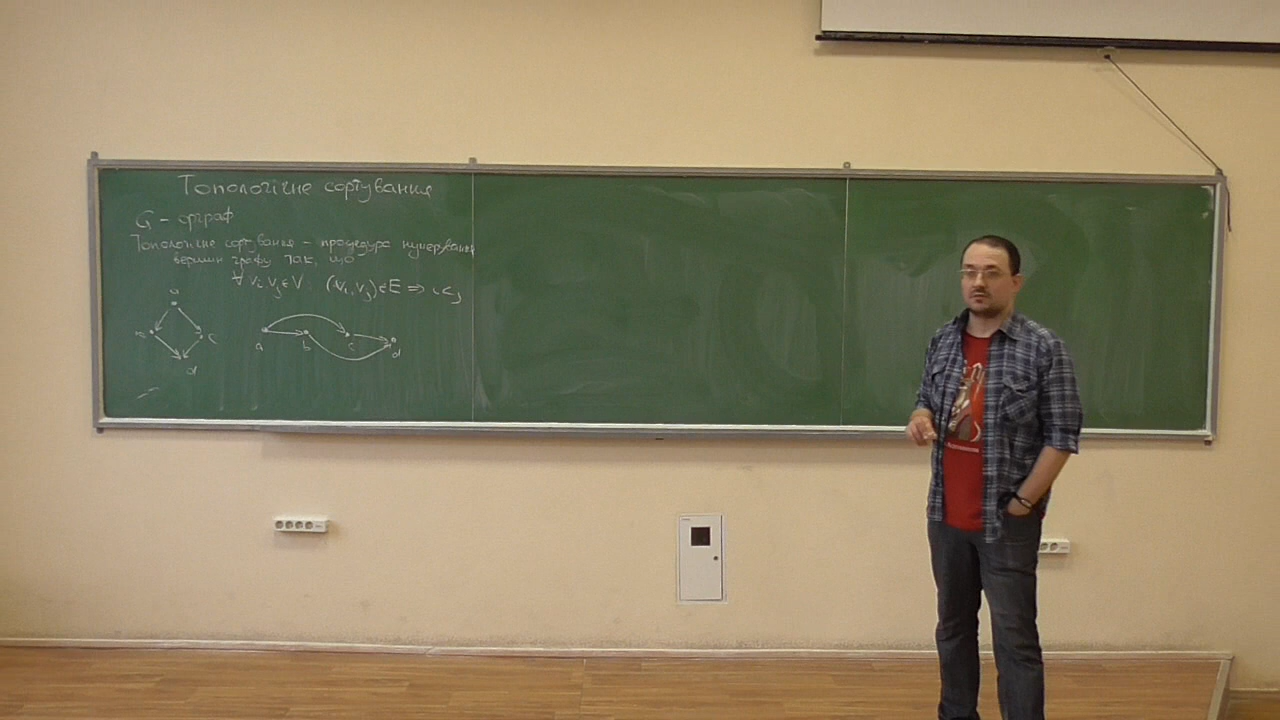 Топологічне сортування
G - орграф
Топологічне сортування - процедура нумерування
вершин графу так, що
∀ vᵢ, vⱼ ∈ V : (vᵢ, vⱼ) ∈ E ⇒ i < j
a
c
d
a b c d